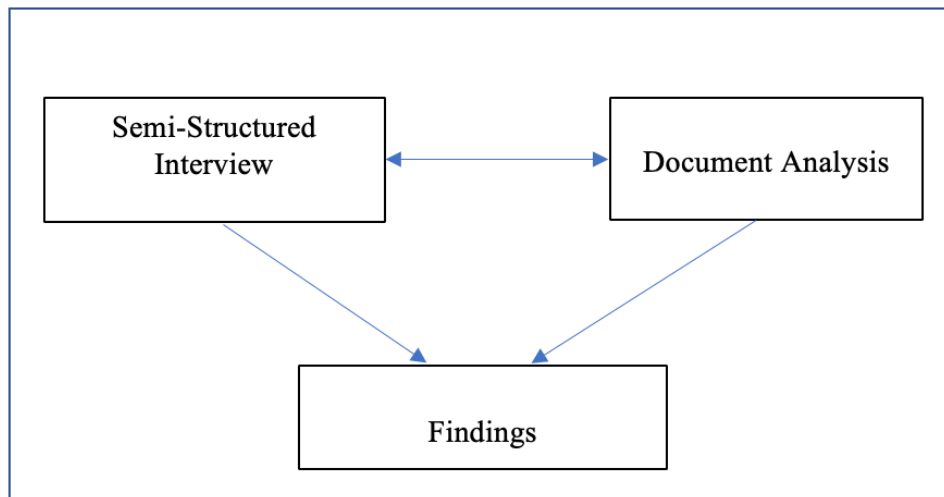 Semi-Structured
Interview
Document Analysis
Findings